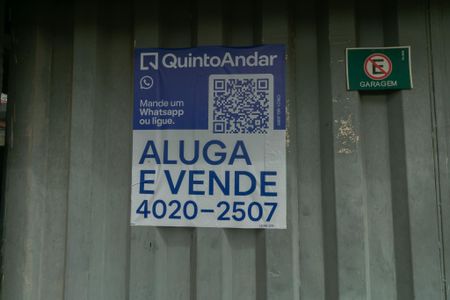 QuintoAndar
Mande um
Whatsapp
ou ligue.
ALUGA
E VENDE
4020-2507
E
GARAGEM